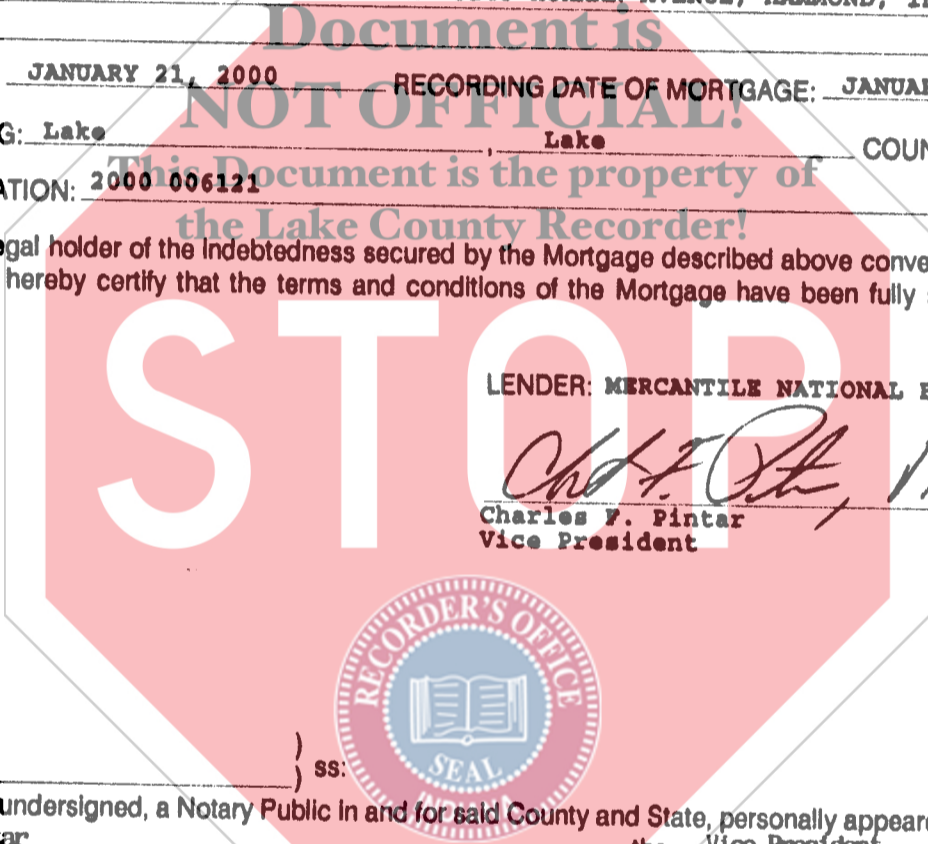 Document is
JANUARY 21, 2000 RECORDING DATE OF MORTGAGE: JANUAR
NOT OFFICIAL!
G: Lake , Lake COUN
This Document is the property of
ATION: 2000 006121
the Lake County Recorder!
egal holder of the Indebtedness secured by the Mortgage described above conve
hereby certify that the terms and conditions of the Mortgage have been fully
STOP
LENDER: MERCANTILE NATIONAL B
Charles F. Pintar
Vice President
RECORDER'S OFFICE
SEAL
) ss:
undersigned, a Notary Public in and for said County and State, personally appeare
ar Vice President